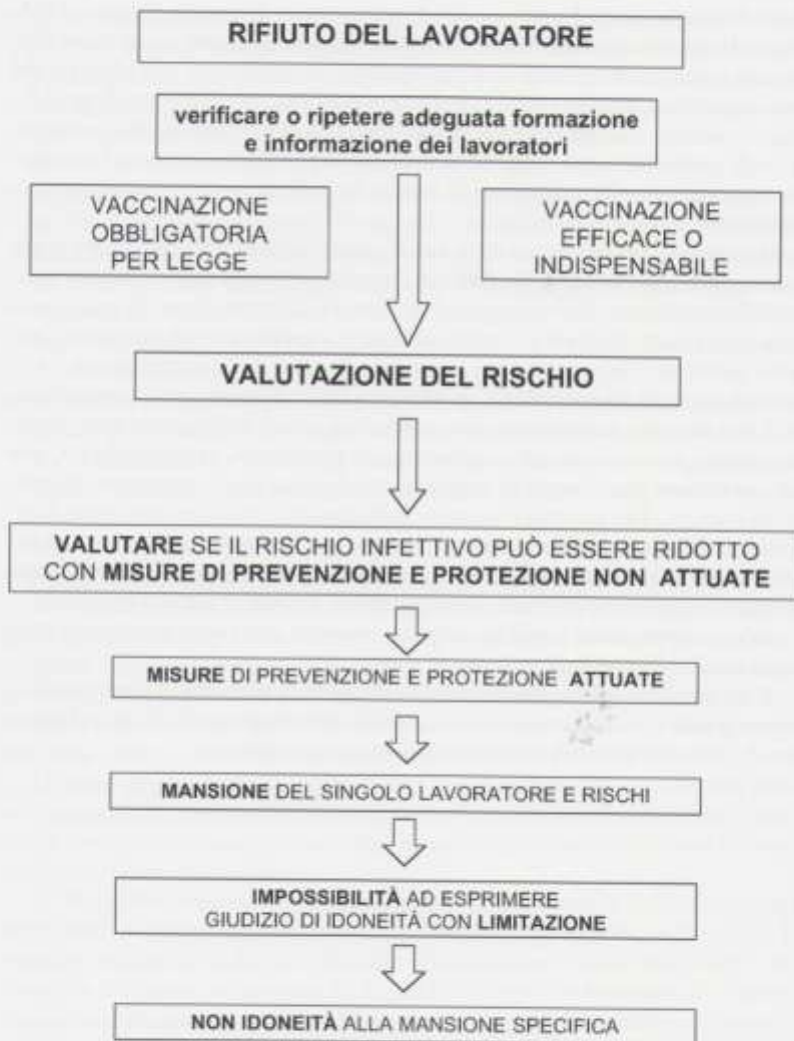 RIFIUTO DEL LAVORATORE
verificare o ripetere adeguata formazione
e informazione dei lavoratori
VACCINAZIONE
OBBLIGATORIA
PER LEGGE
VACCINAZIONE
EFFICACE O
INDISPENSABILE
VALUTAZIONE DEL RISCHIO
VALUTARE SE IL RISCHIO INFETTIVO PUÒ ESSERE RIDOTTO
CON MISURE DI PREVENZIONE E PROTEZIONE NON ATTUATE
MISURE DI PREVENZIONE E PROTEZIONE ATTUATE
MANSIONE DEL SINGOLO LAVORATORE E RISCHI
IMPOSSIBILITÀ AD ESPRIMERE
GIUDIZIO DI IDONEITÀ CON LIMITAZIONE
NON IDONEITÀ ALLA MANSIONE SPECIFICA